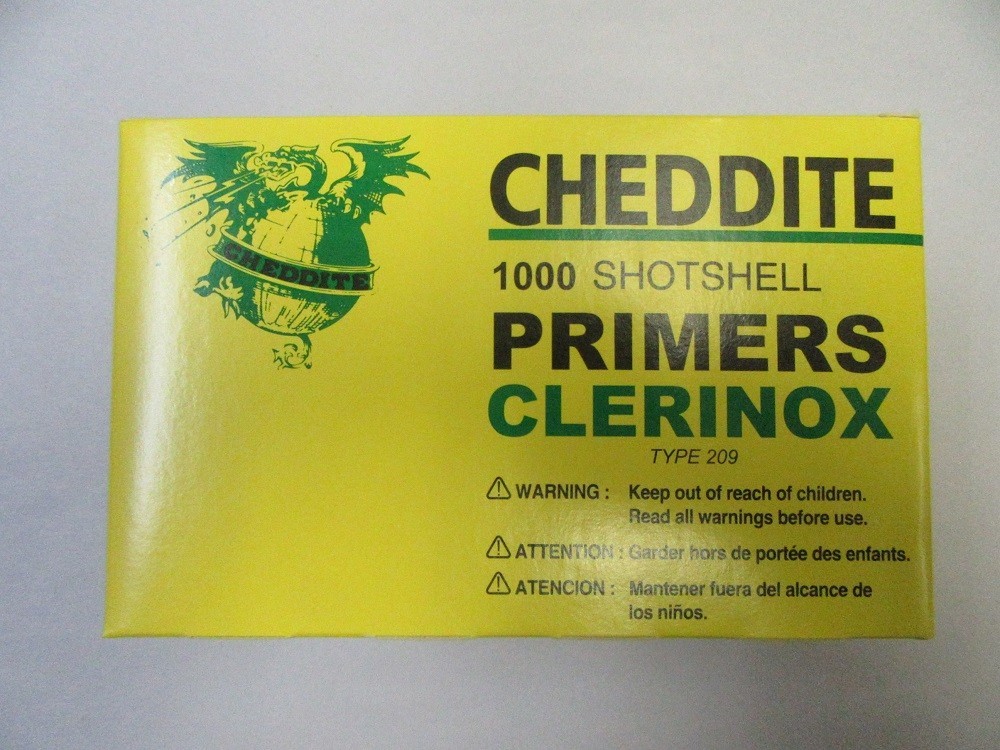 CHEDDITE
CHEDDITE
1000 SHOTSHELL
PRIMERS
CLERINOX
TYPE 209
WARNING : Keep out of reach of children.
Read all warnings before use.
ATTENTION : Garder hors de portée des enfants.
ATENCION : Mantener fuera del alcance de
los niños.